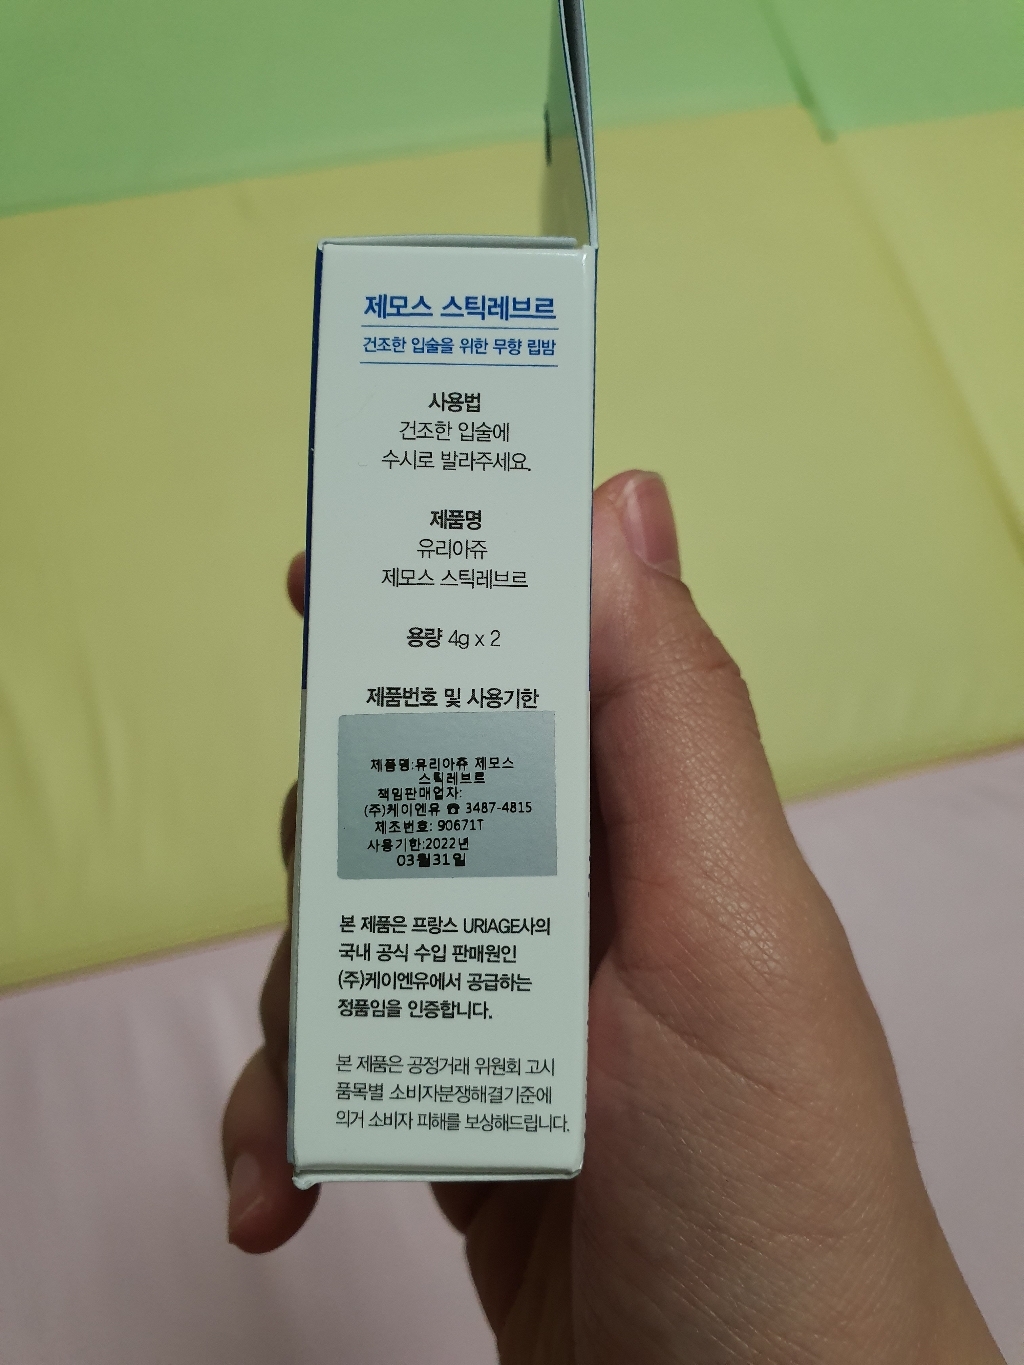 제모스 스틱레브르
건조한 입술을 위한 무향 립밤
사용법
건조한 입술에
수시로 발라주세요.
제품명
유리아쥬
제모스 스틱레브르
용량 4g x 2
제품번호 및 사용기한
제품명:유리아쥬 제모스
스틱레브르
책임판매업자:
(주)케이엔유 ☎ 3487-4815
제조번호: 90671T
사용기한:2022년
03월31일
본 제품은 프랑스 URIAGE사의
국내 공식 수입 판매원인
(주)케이엔유에서 공급하는
정품임을 인증합니다.
본 제품은 공정거래 위원회 고시
품목별 소비자분쟁해결기준에
의거 소비자 피해를 보상해드립니다.